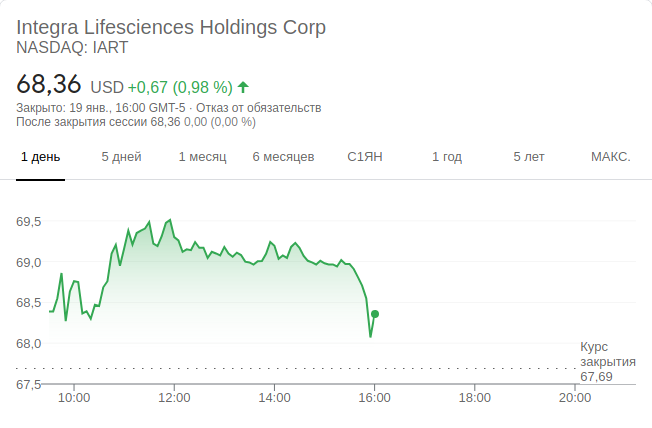 Integra Lifesciences Holdings Corp
NASDAQ: IART
68,36 USD +0,67 (0,98 %)
Закрыто: 19 янв., 16:00 GMT-5 · Отказ от обязательств
После закрытия сессии 68,36 0,00 (0,00 %)
1 день 5 дней 1 месяц 6 месяцев С1ЯН 1 год 5 лет МАКС.
69,5
69,0
68,5
68,0
Курс
закрытия
67,69
67,5
10:00 12:00 14:00 16:00 18:00 20:00